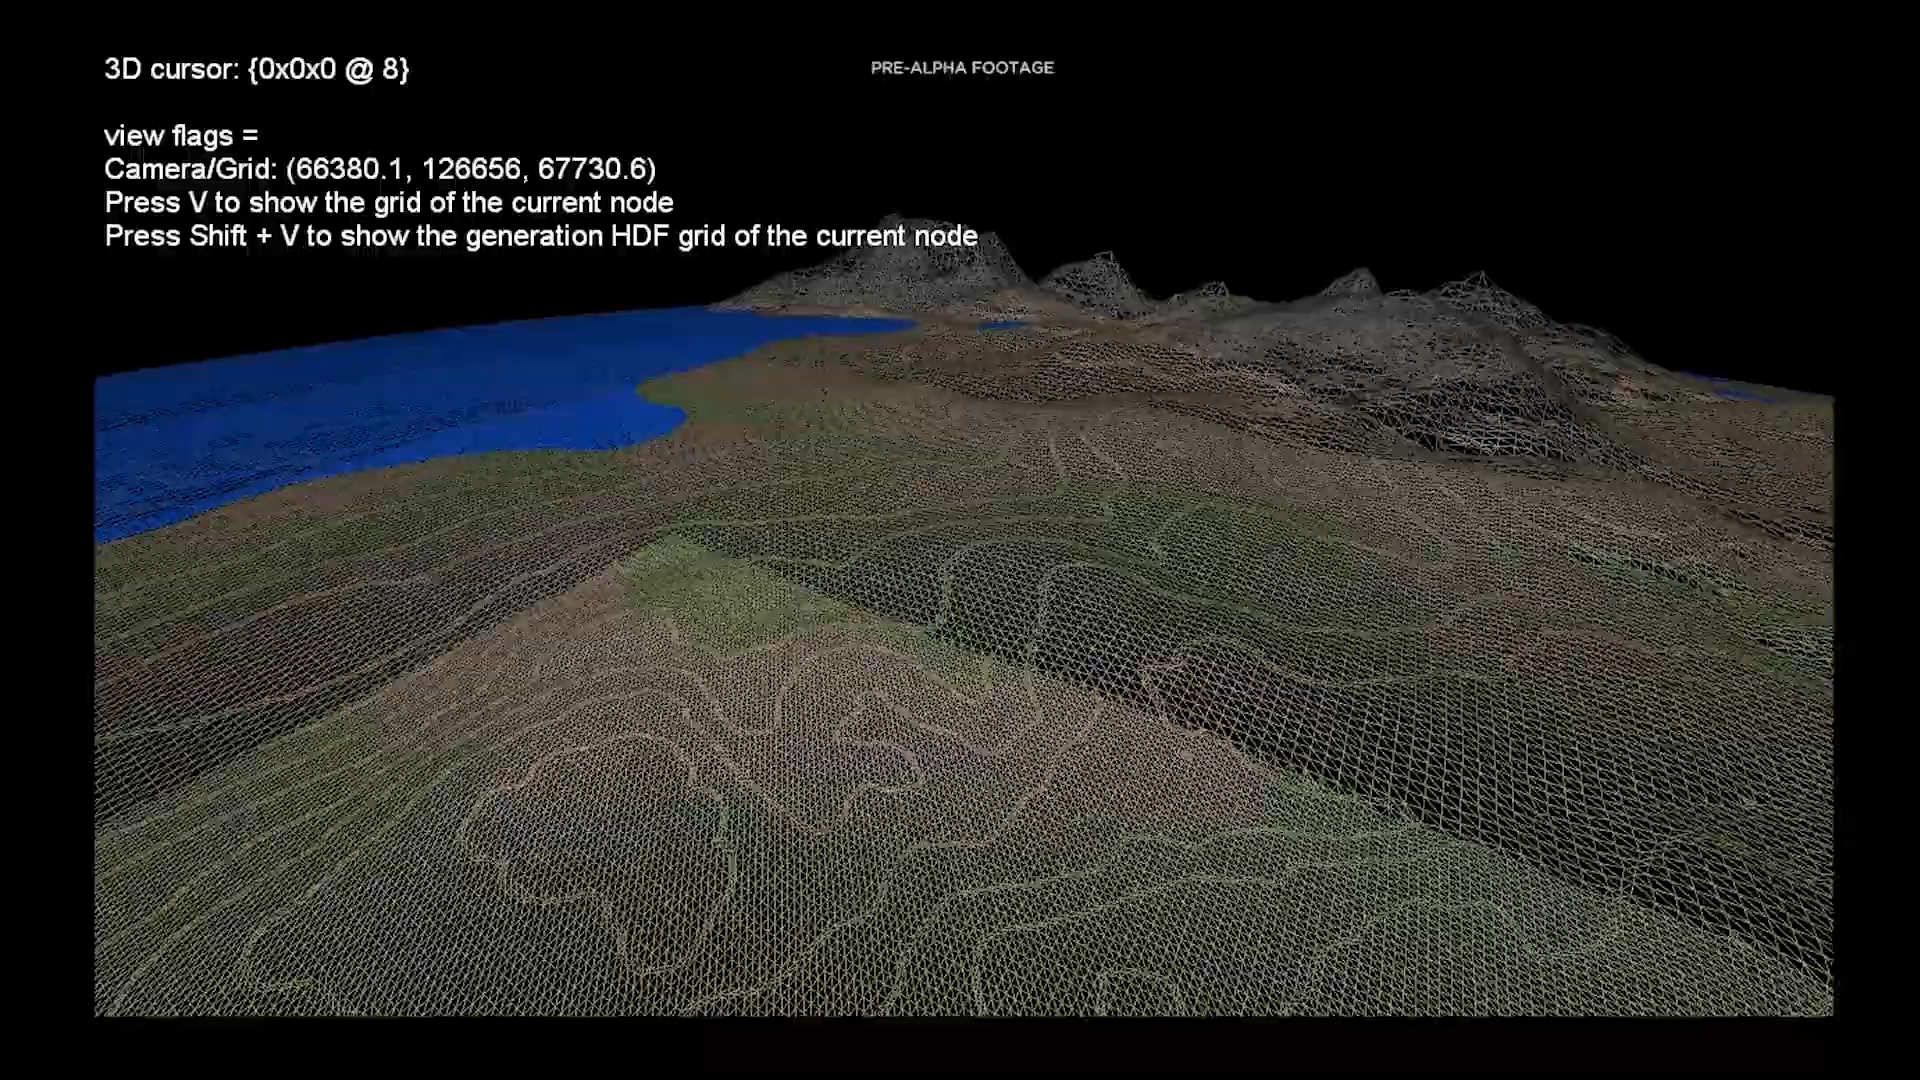 3D cursor: {0x0x0 @ 8}
PRE-ALPHA FOOTAGE
view flags =
Camera/Grid: (66380.1, 126656, 67730.6)
Press V to show the grid of the current node
Press Shift + V to show the generation HDF grid of the current node